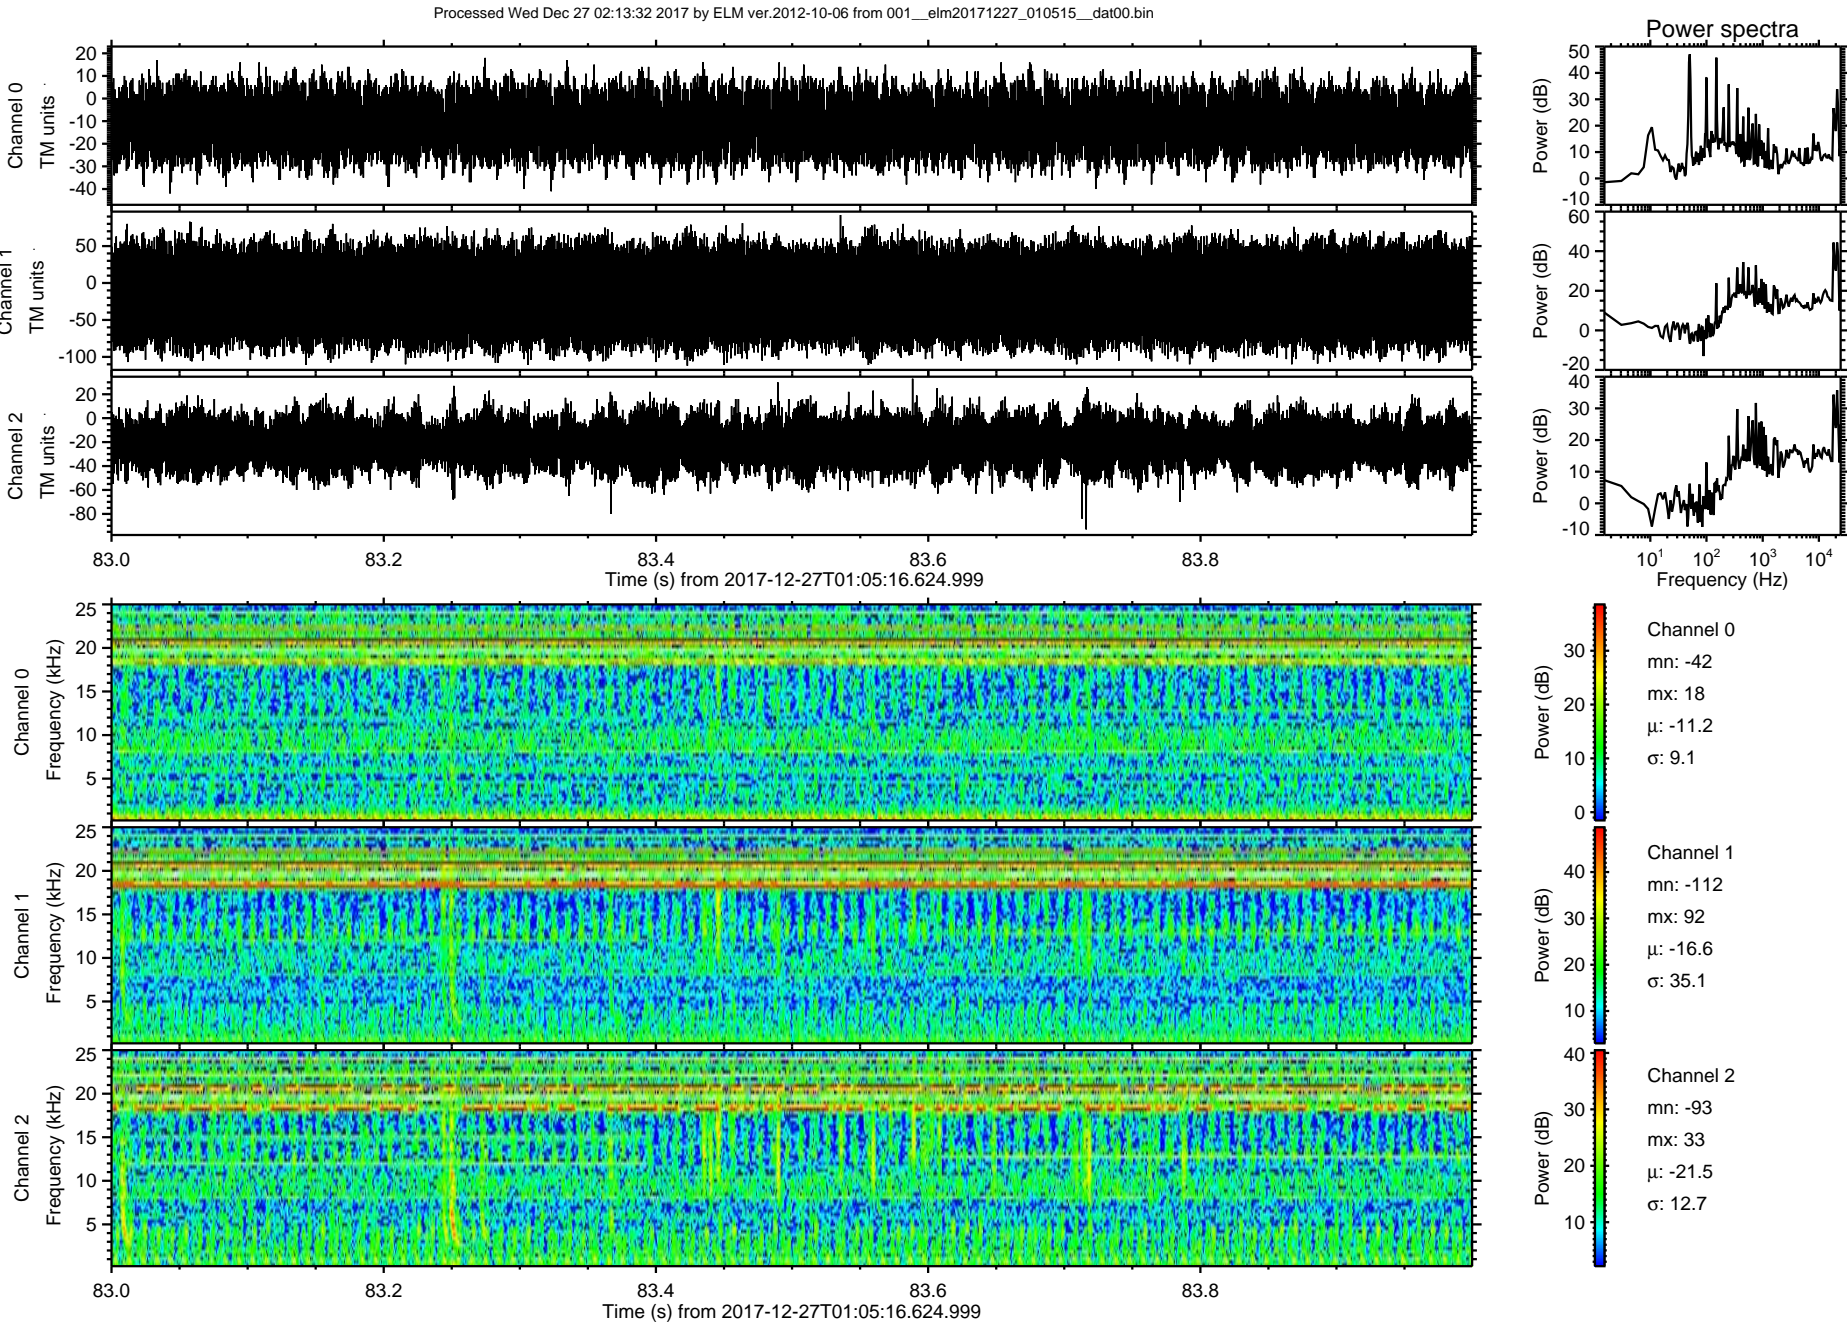 Processed Wed Dec 27 02:13:32 2017 by ELM ver.2012-10-06 from 001__elm20171227_010515__dat00.bin
Power spectra
Channel 0
TM units
20
10
0
-10
-20
-30
-40
Power (dB)
50
40
30
20
10
0
-10
Channel 1
TM units
50
0
-50
-100
Power (dB)
60
40
20
0
-20
Channel 2
TM units
20
0
-20
-40
-60
-80
Power (dB)
40
30
20
10
0
-10
83.0 83.2 83.4 83.6 83.8
Time (s) from 2017-12-27T01:05:16.624.999
10^1 10^2 10^3 10^4
Frequency (Hz)
Channel 0
Frequency (kHz)
25
20
15
10
5
Power (dB)
30
20
10
0
Channel 0
mn: -42
mx: 18
μ: -11.2
σ: 9.1
Channel 1
Frequency (kHz)
25
20
15
10
5
Power (dB)
40
30
20
10
Channel 1
mn: -112
mx: 92
μ: -16.6
σ: 35.1
Channel 2
Frequency (kHz)
25
20
15
10
5
Power (dB)
40
30
20
10
Channel 2
mn: -93
mx: 33
μ: -21.5
σ: 12.7
83.0 83.2 83.4 83.6 83.8
Time (s) from 2017-12-27T01:05:16.624.999